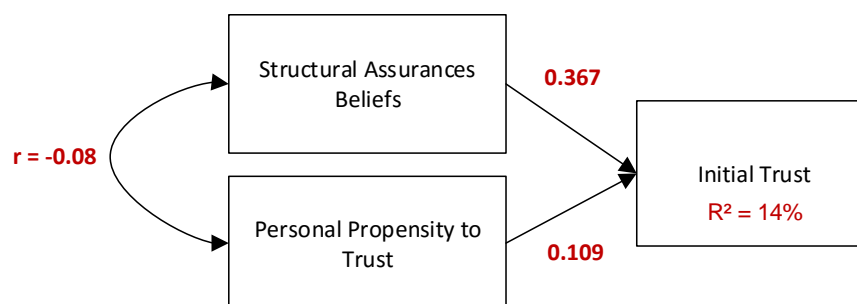 Structural Assurances
Beliefs
0.367
r = -0.08
Initial Trust
R² = 14%
Personal Propensity to
Trust
0.109